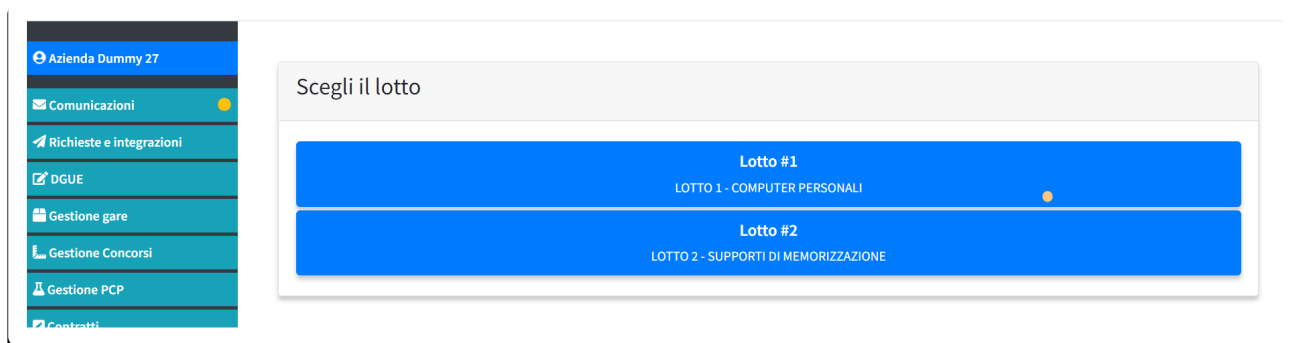 Azienda Dummy 27
Comunicazioni
Richieste e integrazioni
DGUE
Gestione gare
Gestione Concorsi
Gestione PCP
Contratti
Scegli il lotto
Lotto #1
LOTTO 1 - COMPUTER PERSONALI
Lotto #2
LOTTO 2 - SUPPORTI DI MEMORIZZAZIONE